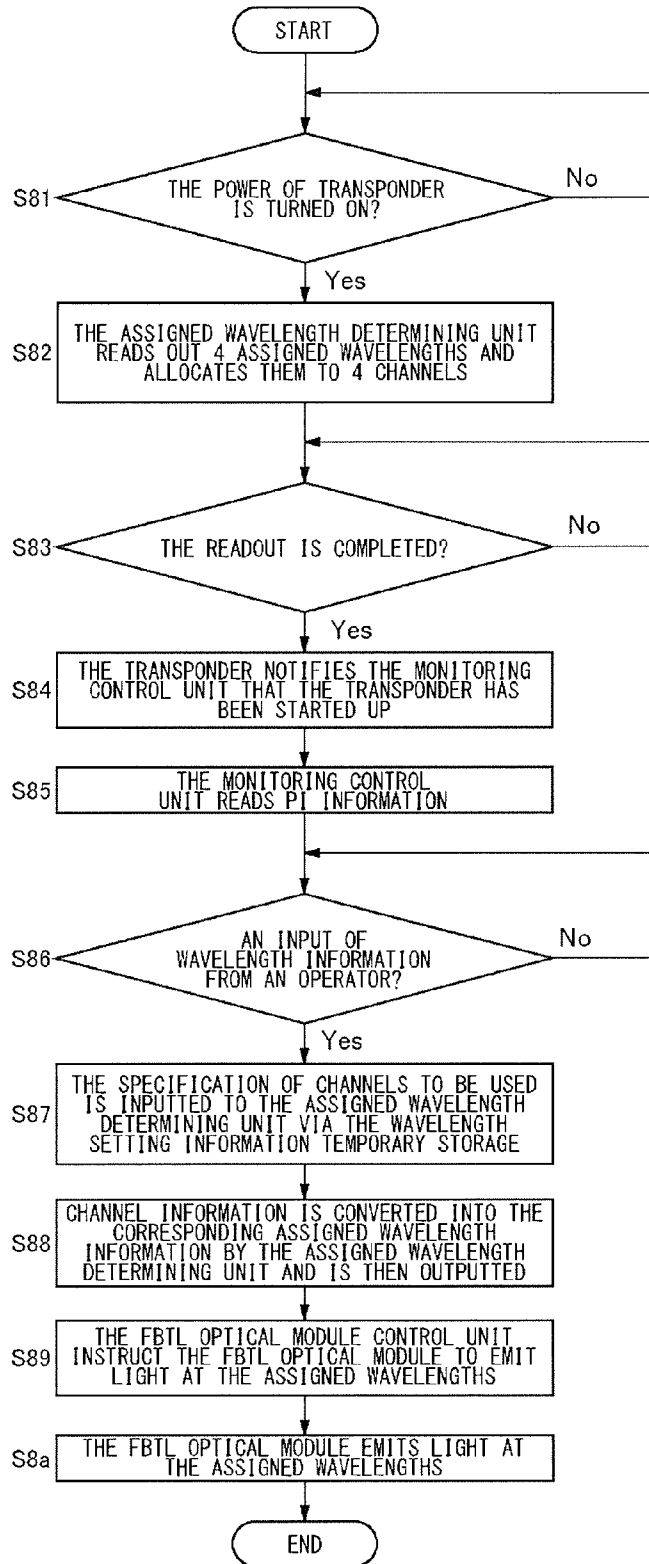 START
S81
THE POWER OF TRANSPONDER
IS TURNED ON?
No
Yes
S82
THE ASSIGNED WAVELENGTH DETERMINING UNIT
READS OUT 4 ASSIGNED WAVELENGTHS AND
ALLOCATES THEM TO 4 CHANNELS
S83
THE READOUT IS COMPLETED?
No
Yes
S84
THE TRANSPONDER NOTIFIES THE MONITORING
CONTROL UNIT THAT THE TRANSPONDER HAS
BEEN STARTED UP
S85
THE MONITORING CONTROL
UNIT READS PI INFORMATION
S86
AN INPUT OF
WAVELENGTH INFORMATION
FROM AN OPERATOR?
No
Yes
S87
THE SPECIFICATION OF CHANNELS TO BE USED
IS INPUTTED TO THE ASSIGNED WAVELENGTH
DETERMINING UNIT VIA THE WAVELENGTH
SETTING INFORMATION TEMPORARY STORAGE
S88
CHANNEL INFORMATION IS CONVERTED INTO THE
CORRESPONDING ASSIGNED WAVELENGTH
INFORMATION BY THE ASSIGNED WAVELENGTH
DETERMINING UNIT AND IS THEN OUTPUTTED
S89
THE FBTL OPTICAL MODULE CONTROL UNIT
INSTRUCT THE FBTL OPTICAL MODULE TO EMIT
LIGHT AT THE ASSIGNED WAVELENGTHS
S8a
THE FBTL OPTICAL MODULE EMITS LIGHT AT
THE ASSIGNED WAVELENGTHS
END